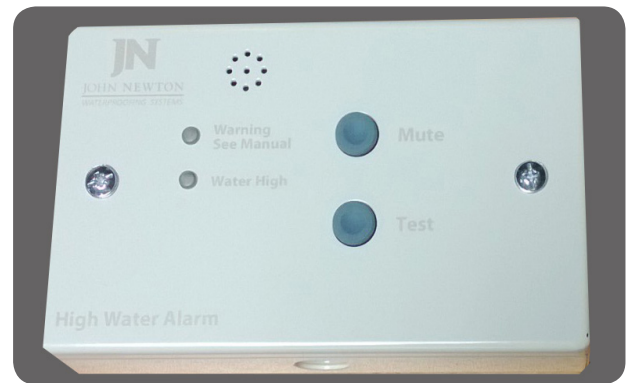 JN
JOHN NEWTON
WATERPROOFING SYSTEMS
Warning
See Manual
Mute
Water High
Test
High Water Alarm